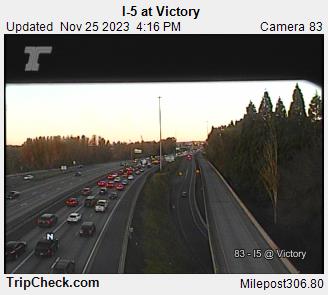 I-5 at Victory
Updated Nov 25 2023 4:16 PM Camera 83
T
N
83 - I5 @ Victory
TripCheck.com Milepost306.80